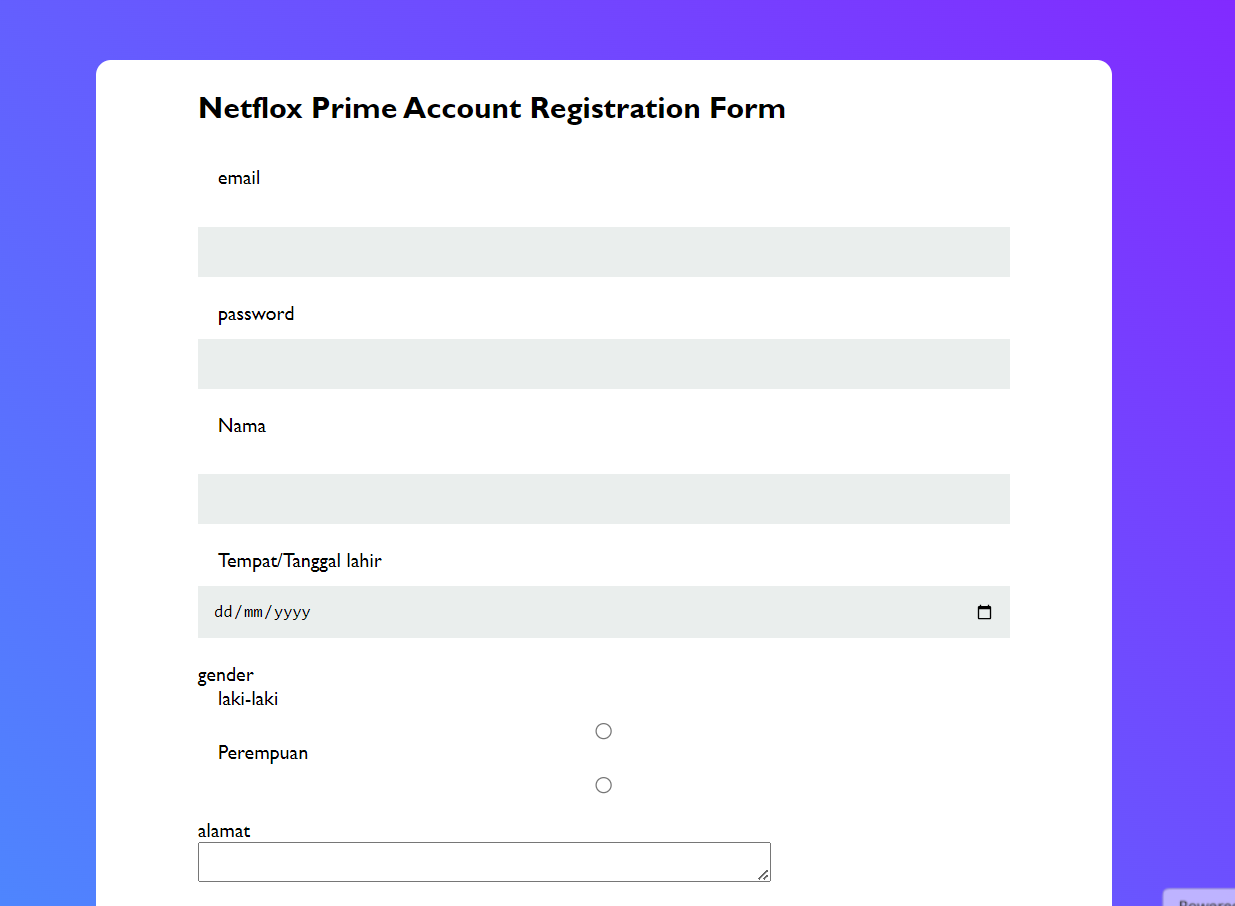 Netflox Prime Account Registration Form
email
password
Nama
Tempat/Tanggal lahir
dd/mm/yyyy
gender
laki-laki
Perempuan
alamat